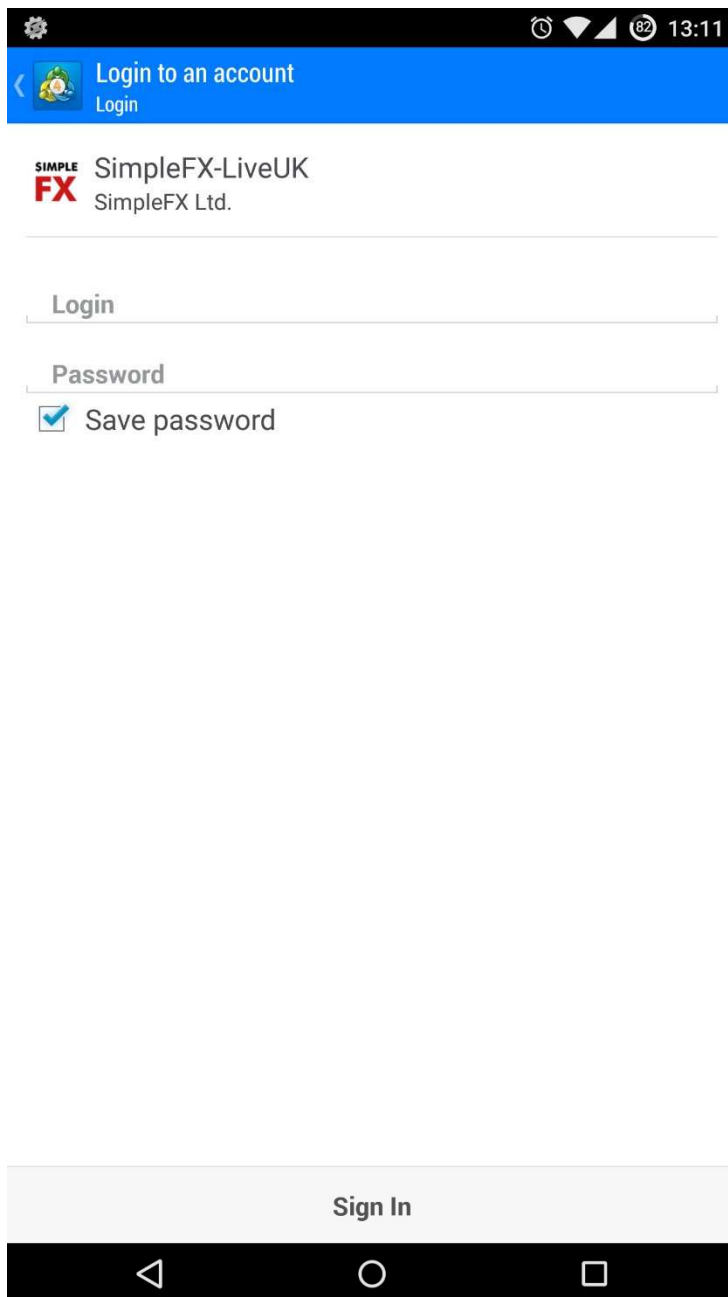 82 13:11
Login to an account
Login
SIMPLE
FX
SimpleFX-LiveUK
SimpleFX Ltd.
Login
Password
Save password
Sign In